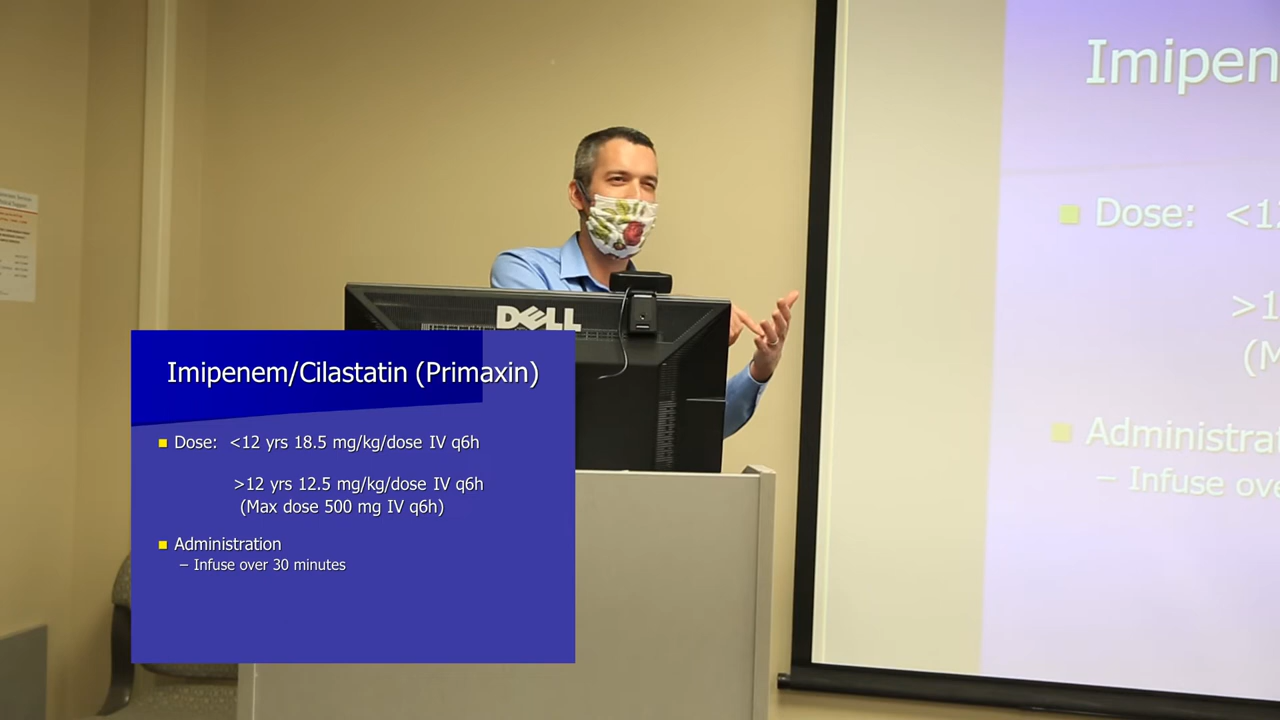 DELL
Imipenem/Cilastatin (Primaxin)
Dose: <12 yrs 18.5 mg/kg/dose IV q6h
>12 yrs 12.5 mg/kg/dose IV q6h
(Max dose 500 mg IV q6h)
Administration
– Infuse over 30 minutes
Imipen
Dose: <1
>1
(M
Administra
– Infuse ove